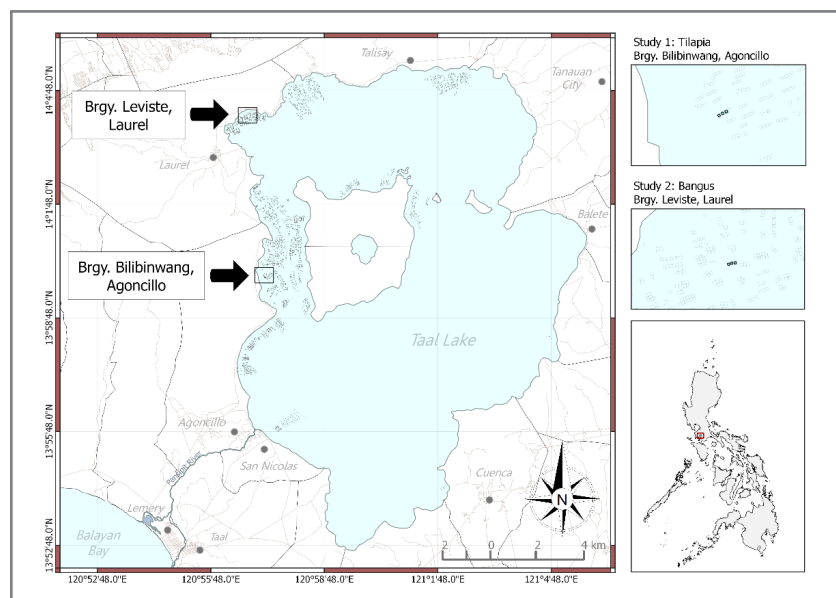 Talisay
Tanauan
City
Brgy. Leviste,
Laurel
Laurel
Balete
Brgy. Bilibinwang,
Agoncillo
Taal Lake
Agoncillo
San Nicolas
Pansipit River
Cuenca
Lemery
Taal
Balayan
Bay
N
2 0 2 4 km
14°4'48.0"N
14°1'48.0"N
13°58'48.0"N
13°55'48.0"N
13°52'48.0"N
120°52'48.0"E 120°55'48.0"E 120°58'48.0"E 121°1'48.0"E 121°4'48.0"E
Study 1: Tilapia
Brgy. Bilibinwang, Agoncillo
Study 2: Bangus
Brgy. Leviste, Laurel